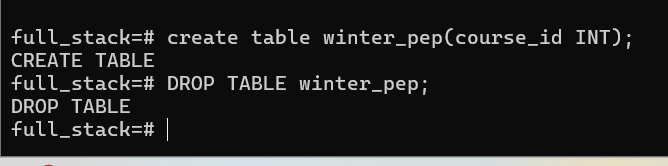 full_stack=# create table winter_pep(course_id INT);
CREATE TABLE
full_stack=# DROP TABLE winter_pep;
DROP TABLE
full_stack=#